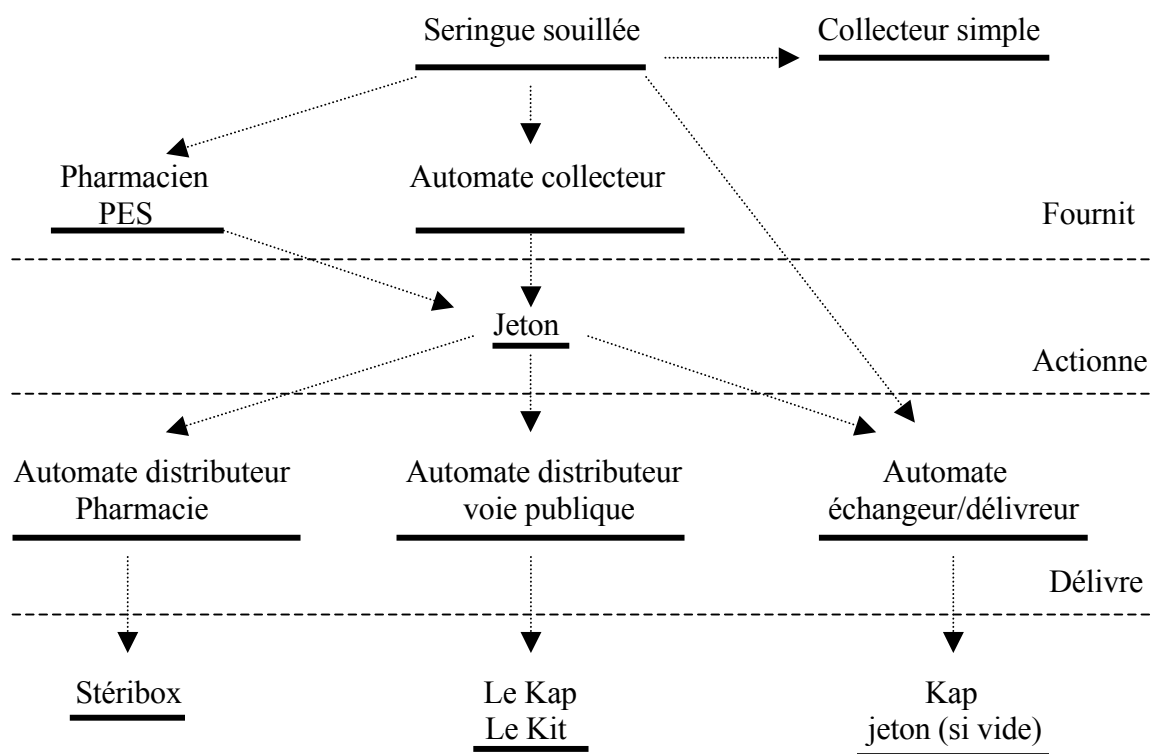 Seringue souillée
Collecteur simple
Pharmacien
PES
Automate collecteur
Fournit
Jeton
Actionne
Automate distributeur
Pharmacie
Automate distributeur
voie publique
Automate
échangeur/délivreur
Délivre
Stéribox
Le Kap
Le Kit
Kap
jeton (si vide)